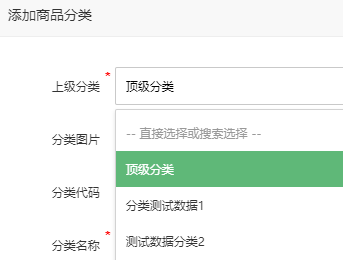 添加商品分类
* 上级分类 顶级分类
分类图片
-- 直接选择或搜索选择 --
顶级分类
分类代码
分类测试数据1
* 分类名称
测试数据分类2